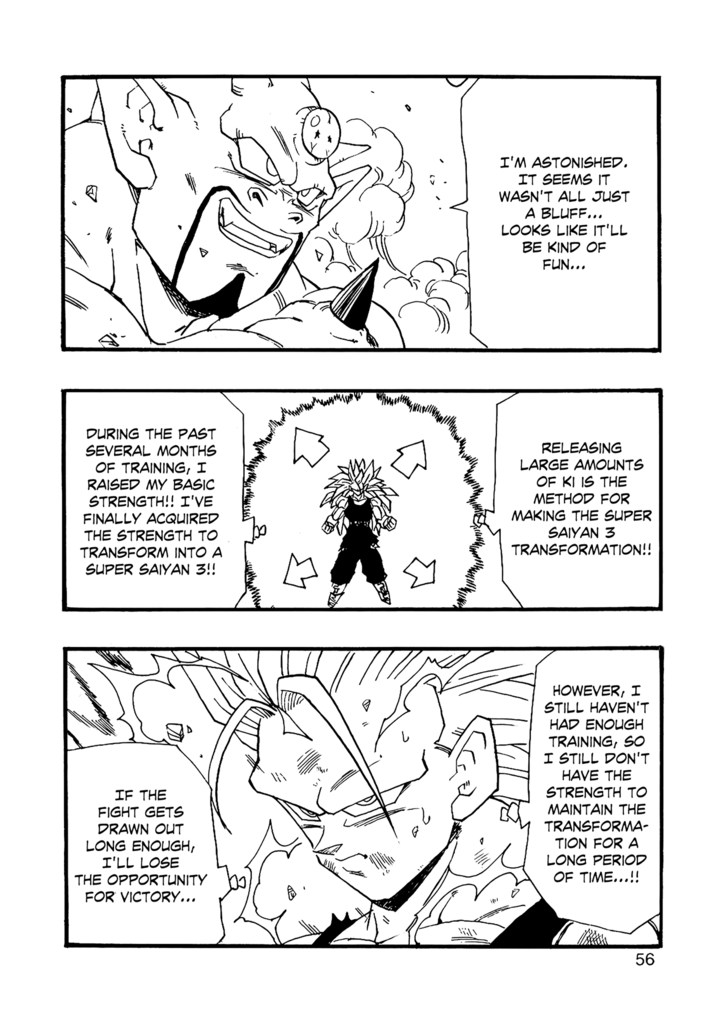 I'M ASTONISHED.
IT SEEMS IT
WASN'T ALL JUST
A BLUFF...
LOOKS LIKE IT'LL
BE KIND OF
FUN...
DURING THE PAST
SEVERAL MONTHS
OF TRAINING, I
RAISED MY BASIC
STRENGTH!! I'VE
FINALLY ACQUIRED
THE STRENGTH TO
TRANSFORM INTO A
SUPER SAIYAN 3!!
RELEASING
LARGE AMOUNTS
OF KI IS THE
METHOD FOR
MAKING THE SUPER
SAIYAN 3
TRANSFORMATION!!
IF THE
FIGHT GETS
DRAWN OUT
LONG ENOUGH,
I'LL LOSE
THE OPPORTUNITY
FOR VICTORY...
HOWEVER, I
STILL HAVEN'T
HAD ENOUGH
TRAINING, SO
I STILL DON'T
HAVE THE
STRENGTH TO
MAINTAIN THE
TRANSFORMA-
TION FOR A
LONG PERIOD
OF TIME...!!
56